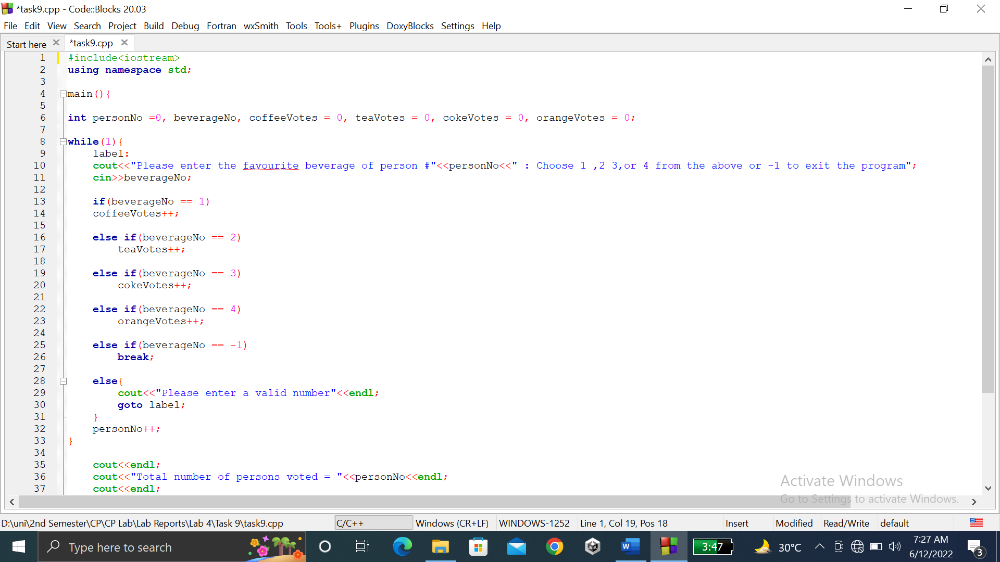 *task9.cpp - Code::Blocks 20.03
File Edit View Search Project Build Debug Fortran wxSmith Tools Tools+ Plugins DoxyBlocks Settings Help
Start here *task9.cpp
1 #include<iostream>
2 using namespace std;
3
4 main(){
5
6 int personNo =0, beverageNo, coffeeVotes = 0, teaVotes = 0, cokeVotes = 0, orangeVotes = 0;
7
8 while(1){
9 label:
10 cout<<"Please enter the favourite beverage of person #"<<personNo<<" : Choose 1 ,2 3,or 4 from the above or -1 to exit the program";
11 cin>>beverageNo;
12
13 if(beverageNo == 1)
14 coffeeVotes++;
15
16 else if(beverageNo == 2)
17 teaVotes++;
18
19 else if(beverageNo == 3)
20 cokeVotes++;
21
22 else if(beverageNo == 4)
23 orangeVotes++;
24
25 else if(beverageNo == -1)
26 break;
27
28 else{
29 cout<<"Please enter a valid number"<<endl;
30 goto label;
31 }
32 personNo++;
33 }
34
35 cout<<endl;
36 cout<<"Total number of persons voted = "<<personNo<<endl;
37 cout<<endl;
Activate Windows
Go to Settings to activate Windows.
D:\uni\2nd Semester\CP\CP Lab\Lab Reports\Lab 4\Task 9\task9.cpp C/C++ Windows (CR+LF) WINDOWS-1252 Line 1, Col 19, Pos 18 Insert Modified Read/Write default
Type here to search 3:47 30°C 7:27 AM
6/12/2022 3